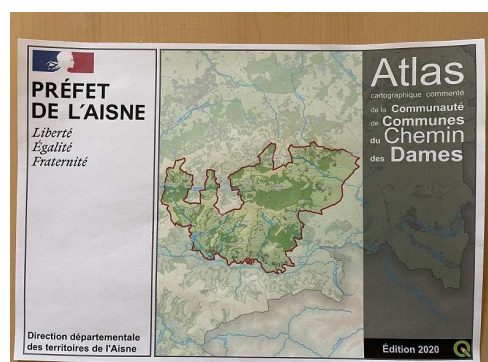 PRÉFET
DE L'AISNE
Liberté
Égalité
Fraternité
Direction départementale
des territoires de l'Aisne
Atlas
cartographique commenté
de la Communauté
de Communes
du Chemin
des Dames
Édition 2020